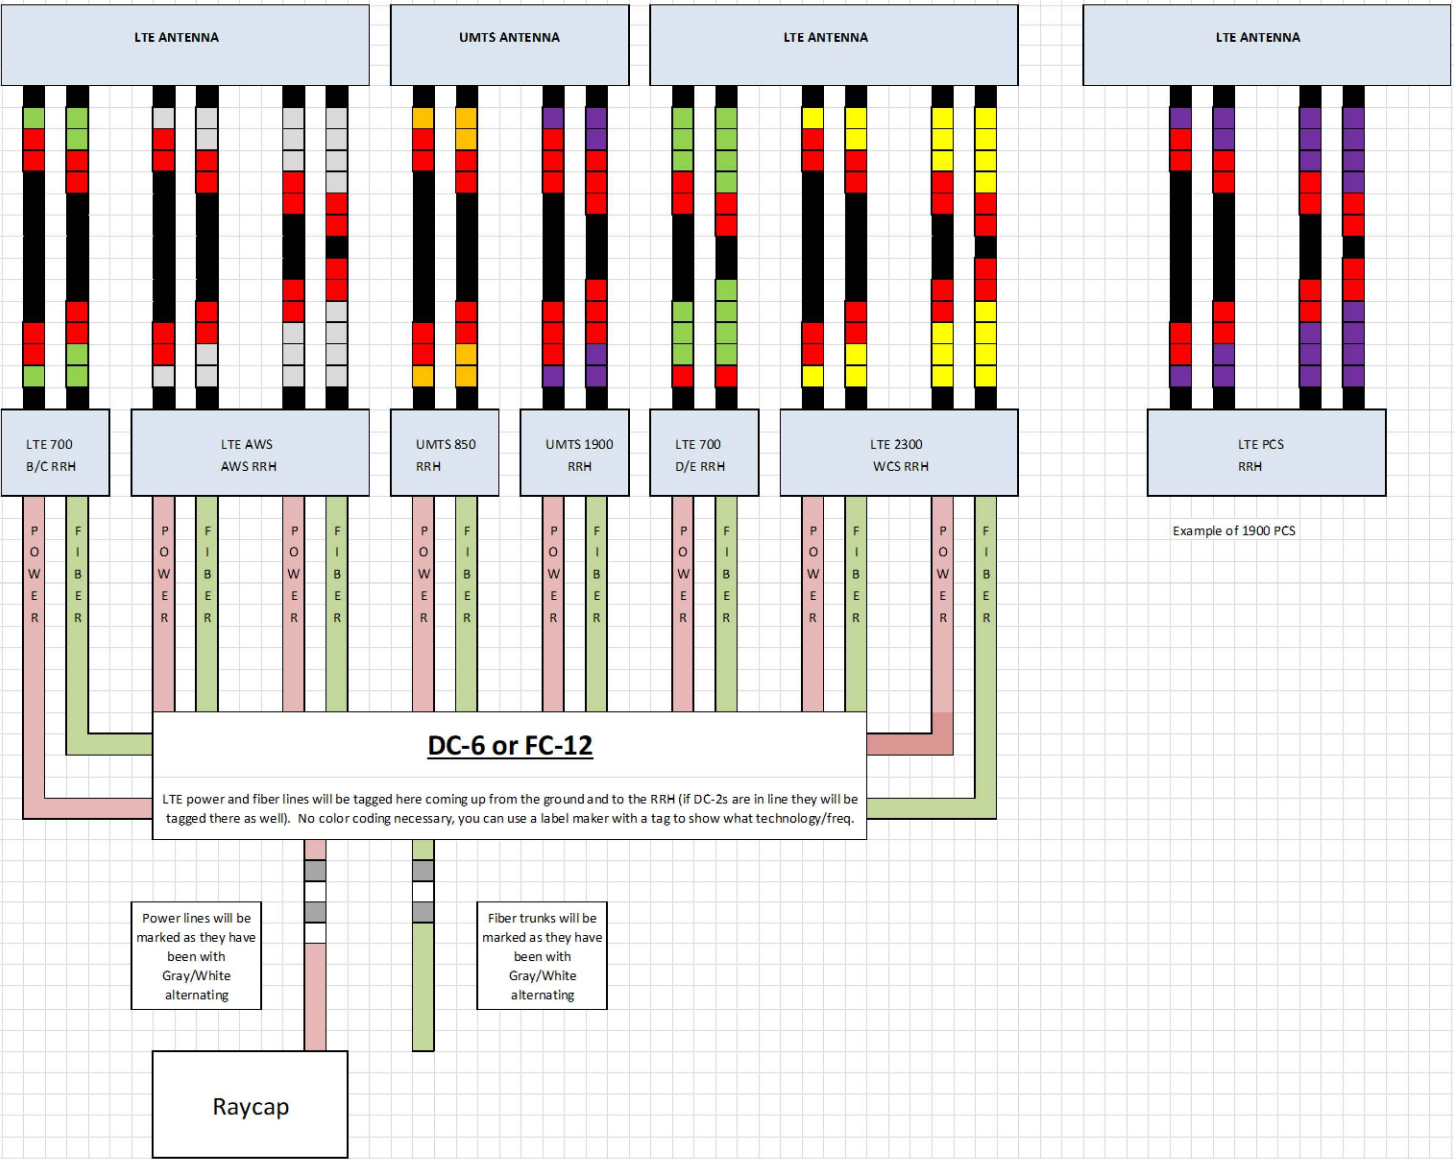 LTE ANTENNA
UMTS ANTENNA
LTE ANTENNA
LTE ANTENNA
LTE 700
B/C RRH
LTE AWS
AWS RRH
UMTS 850
RRH
UMTS 1900
RRH
LTE 700
D/E RRH
LTE 2300
WCS RRH
LTE PCS
RRH
POWER
FIBER
POWER
FIBER
POWER
FIBER
POWER
FIBER
POWER
FIBER
POWER
FIBER
POWER
FIBER
POWER
FIBER
Example of 1900 PCS
DC-6 or FC-12
LTE power and fiber lines will be tagged here coming up from the ground and to the RRH (if DC-2s are in line they will be
tagged there as well).  No color coding necessary, you can use a label maker with a tag to show what technology/freq.
Power lines will be
marked as they have
been with
Gray/White
alternating
Fiber trunks will be
marked as they have
been with
Gray/White
alternating
Raycap